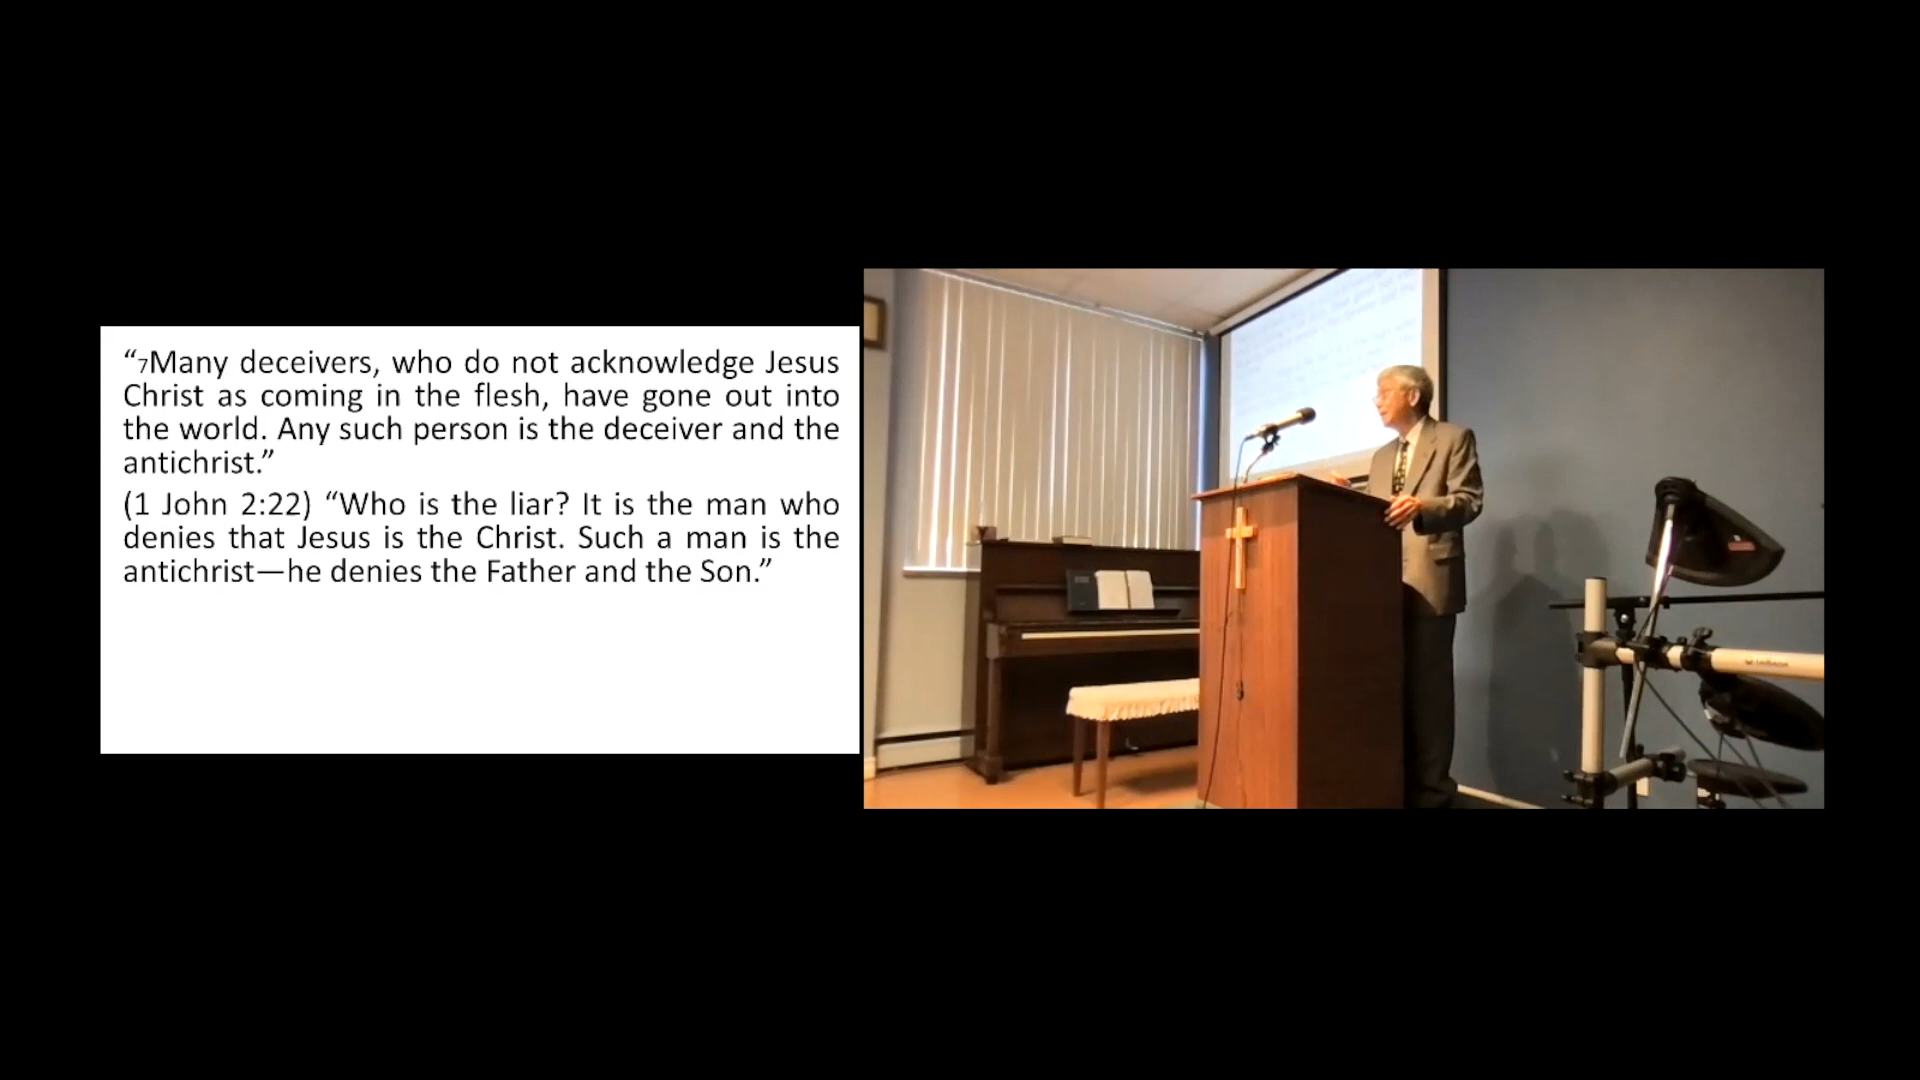 “7Many deceivers, who do not acknowledge Jesus
Christ as coming in the flesh, have gone out into
the world. Any such person is the deceiver and the
antichrist.”
(1 John 2:22) “Who is the liar? It is the man who
denies that Jesus is the Christ. Such a man is the
antichrist—he denies the Father and the Son.”